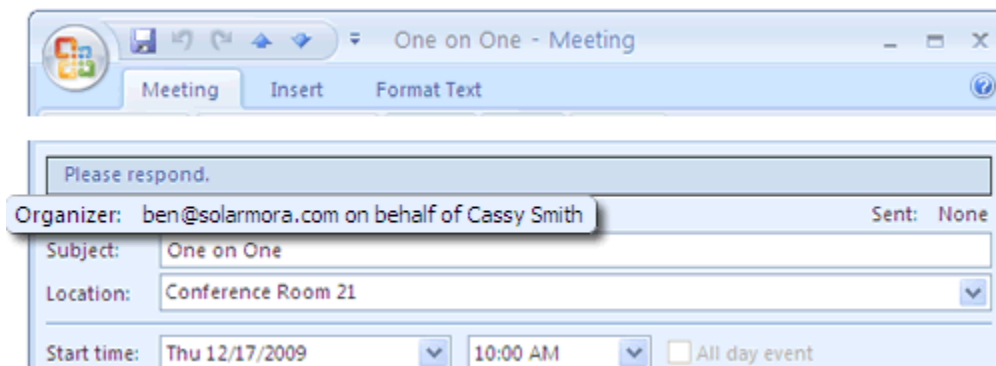 One on One - Meeting
Meeting Insert Format Text
Please respond.
Organizer: ben@solarmora.com on behalf of Cassy Smith Sent: None
Subject: One on One
Location: Conference Room 21
Start time: Thu 12/17/2009 10:00 AM All day event